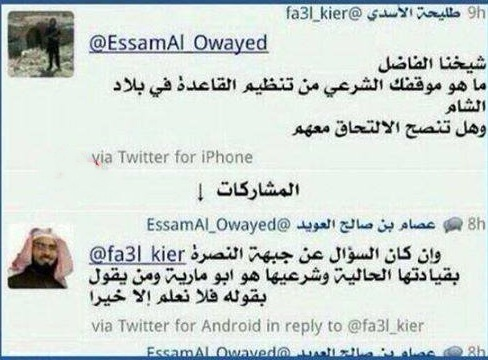 طليحة الأسدي @fa3l_kier 9h
@EssamAl_Owayed
شيخنا الفاضل
ما هو موقفك الشرعي من تنظيم القاعدة في بلاد
الشام
وهل تنصح الالتحاق معهم
via Twitter for iPhone
المشاركات ↓
عصام بن صالح العويد @EssamAl_Owayed 8h
@fa3l_kier وإن كان السؤال عن جبهة النصرة
بقيادتها الحالية وشرعيها هو ابو مارية ومن يقول
بقوله فلا نعلم إلا خيرا
via Twitter for Android in reply to @fa3l_kier
عصام بن صالح العويد @EssamAl_Owayed 8h